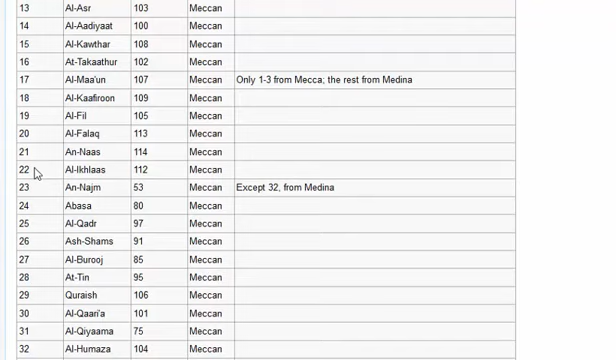 13 Al-Asr 103 Meccan
14 Al-Aadiyaat 100 Meccan
15 Al-Kawthar 108 Meccan
16 At-Takaathur 102 Meccan
17 Al-Maa'un 107 Meccan Only 1-3 from Mecca; the rest from Medina
18 Al-Kaafiroon 109 Meccan
19 Al-Fil 105 Meccan
20 Al-Falaq 113 Meccan
21 An-Naas 114 Meccan
22 Al-Ikhlaas 112 Meccan
23 An-Najm 53 Meccan Except 32, from Medina
24 Abasa 80 Meccan
25 Al-Qadr 97 Meccan
26 Ash-Shams 91 Meccan
27 Al-Burooj 85 Meccan
28 At-Tin 95 Meccan
29 Quraish 106 Meccan
30 Al-Qaari'a 101 Meccan
31 Al-Qiyaama 75 Meccan
32 Al-Humaza 104 Meccan